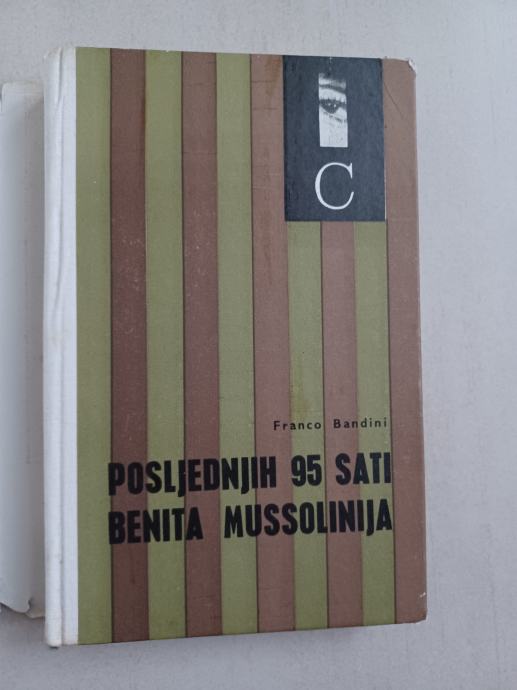 C
Franco Bandini
POSLJEDNJIH 95 SATI
BENITA MUSSOLINIJA